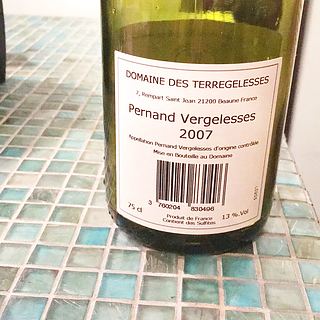 DOMAINE DES TERREGELESSES
7, Rempart Saint Jean 21200 Beaune France
Pernand Vergelesses
2007
Appellation Pernand Vergelesses d'origine contrôlée
Mise en Bouteille au Domaine
75 cl
3 760204 830496
13 %.Vol
Produit de France
Contient des Sulfites